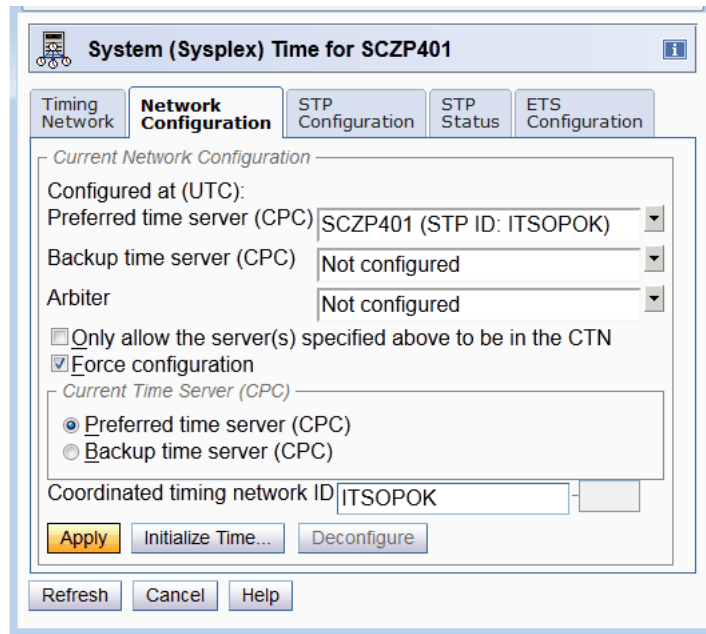 System (Sysplex) Time for SCZP401
i
Timing Network
Network Configuration
STP Configuration
STP Status
ETS Configuration
Current Network Configuration
Configured at (UTC):
Preferred time server (CPC) SCZP401 (STP ID: ITSOPOK)
Backup time server (CPC) Not configured
Arbiter Not configured
Only allow the server(s) specified above to be in the CTN
Force configuration
Current Time Server (CPC)
Preferred time server (CPC)
Backup time server (CPC)
Coordinated timing network ID ITSOPOK -
Apply Initialize Time... Deconfigure
Refresh Cancel Help